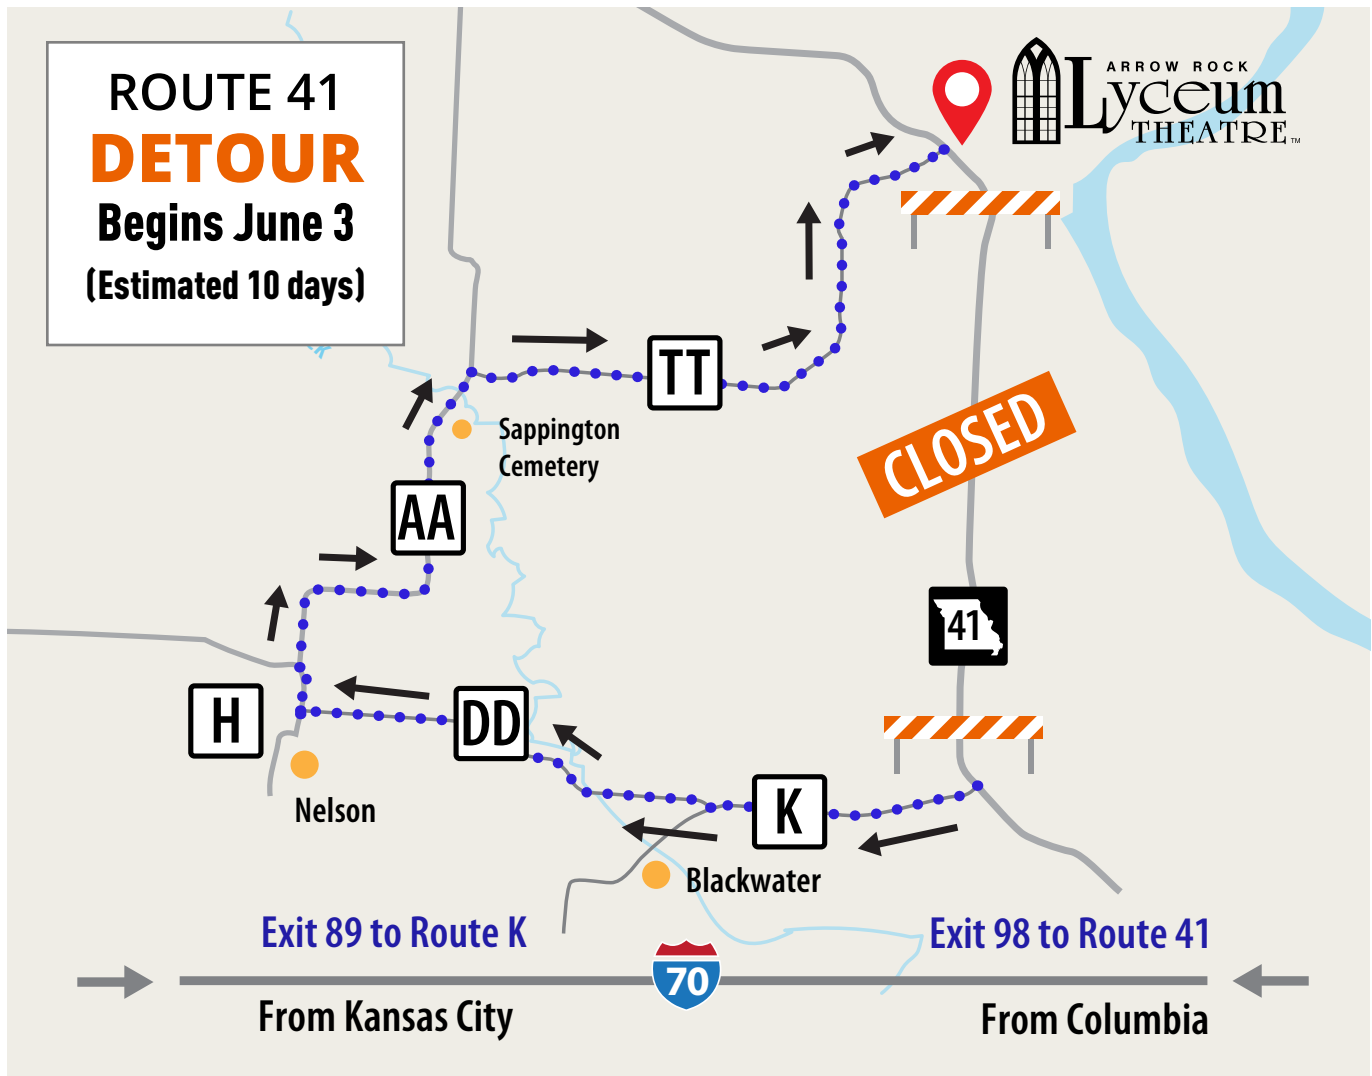 ROUTE 41
DETOUR
Begins June 3
(Estimated 10 days)
ARROW ROCK
Lyceum
THEATRE™
TT
Sappington
Cemetery
CLOSED
AA
41
H
DD
Nelson
K
Blackwater
Exit 89 to Route K
Exit 98 to Route 41
70
From Kansas City
From Columbia